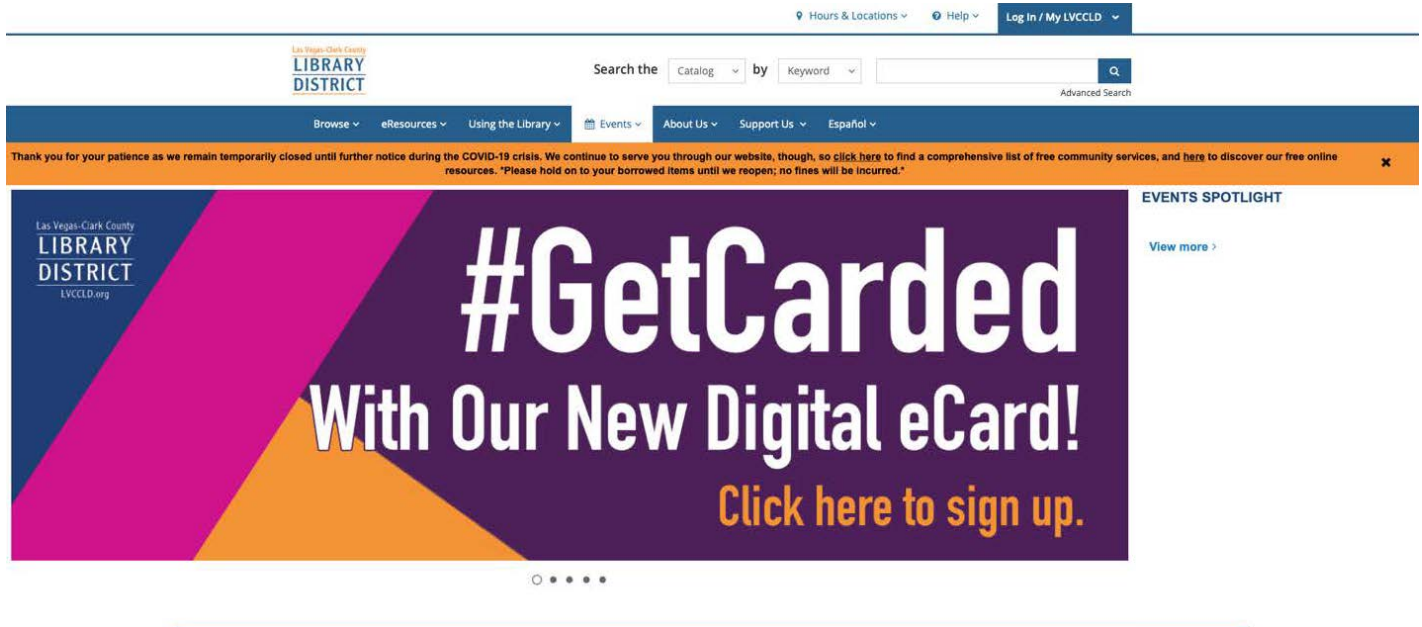 Hours & Locations
Help
Log In / My LVCCLD
Las Vegas-Clark County
LIBRARY
DISTRICT
Search the Catalog by Keyword
Advanced Search
Browse eResources Using the Library Events About Us Support Us Español
Thank you for your patience as we remain temporarily closed until further notice during the COVID-19 crisis. We continue to serve you through our website, though, so click here to find a comprehensive list of free community services, and here to discover our free online
resources. *Please hold on to your borrowed items until we reopen; no fines will be incurred.*
Las Vegas-Clark County
LIBRARY
DISTRICT
LVCCLD.org
#GetCarded
With Our New Digital eCard!
Click here to sign up.
EVENTS SPOTLIGHT
View more >